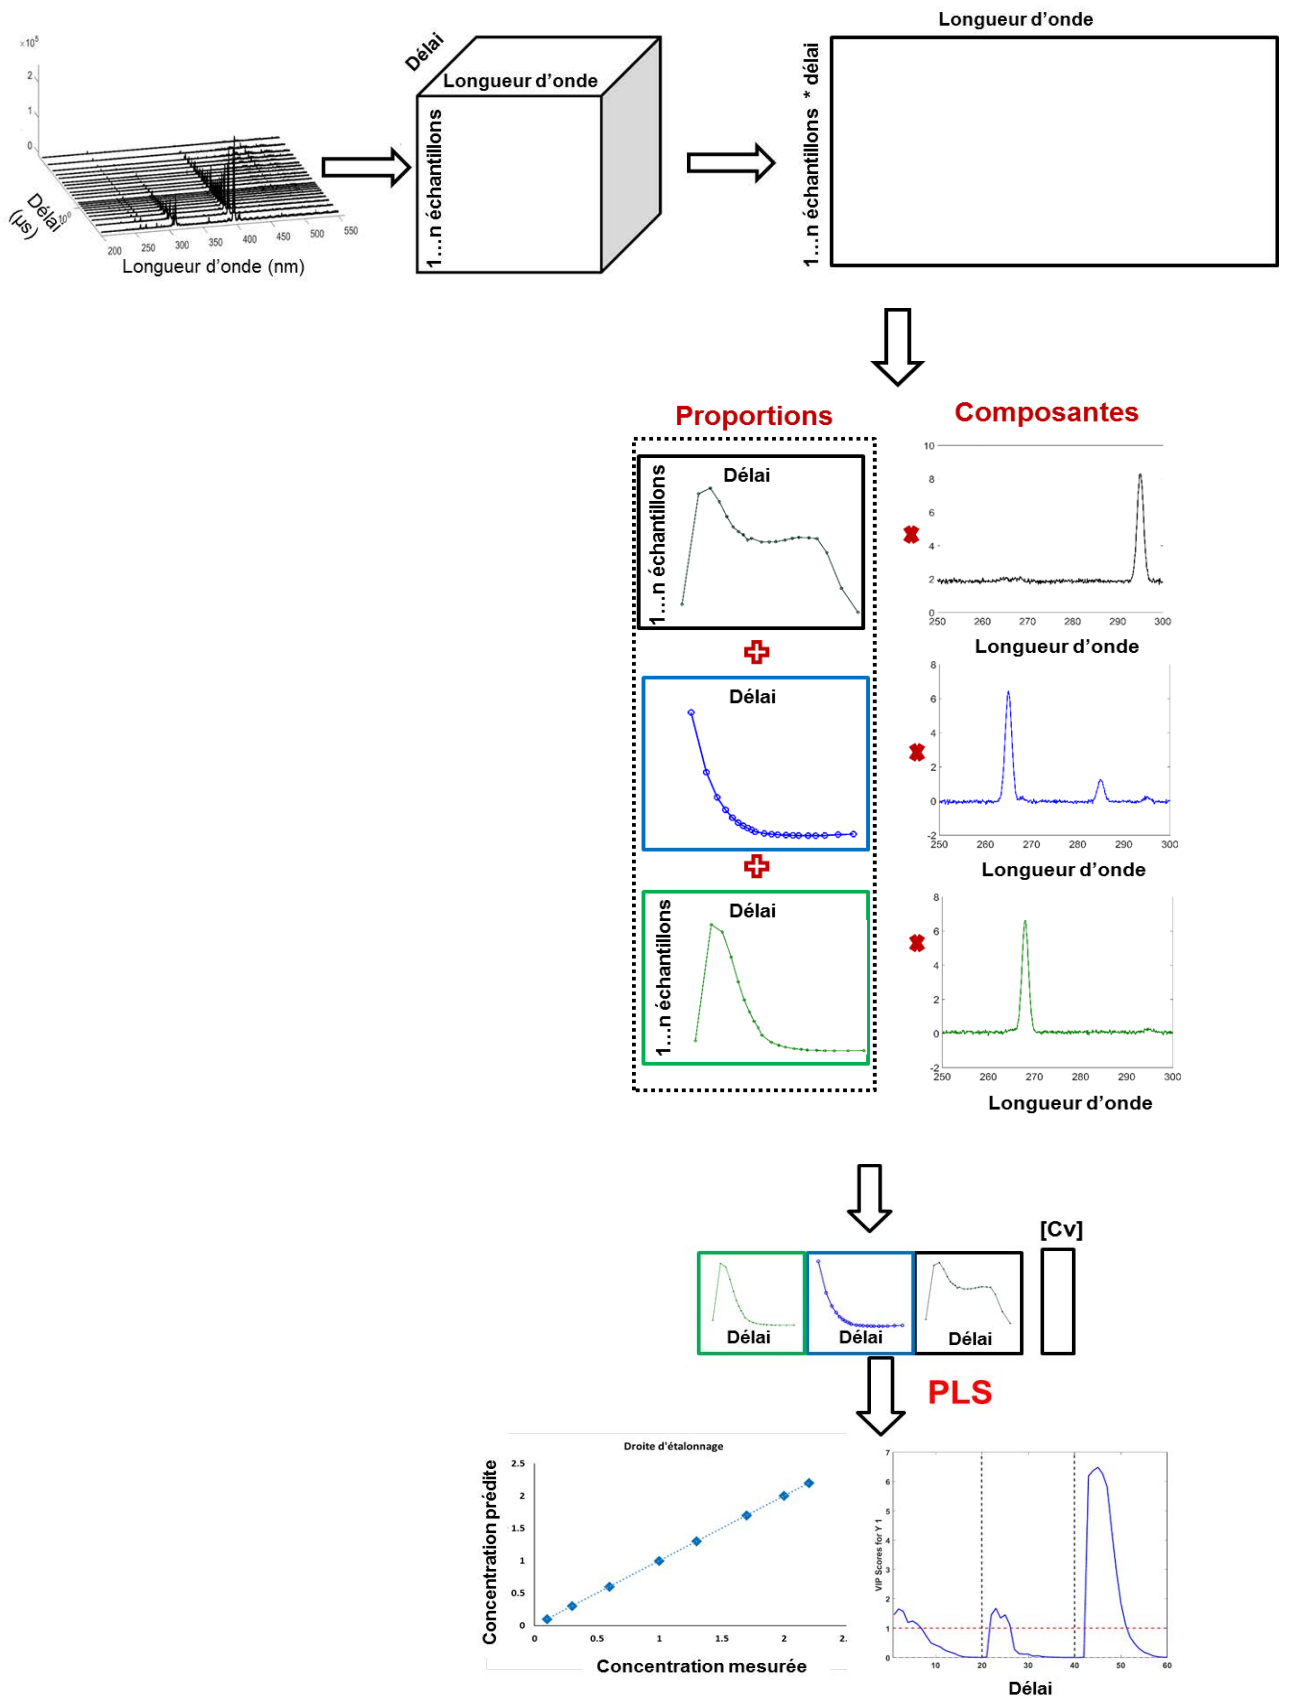 ×10⁵
2
1
0
Délai
(µs)
10⁰
200 250 300 350 400 450 500 550
Longueur d'onde (nm)
Délai
Longueur d'onde
1...n échantillons
Longueur d'onde
1...n échantillons * délai
Proportions
Composantes
Délai
1...n échantillons
10
8
6
4
2
0
250 260 270 280 290 300
Longueur d'onde
Délai
8
6
4
2
0
-2
250 260 270 280 290 300
Longueur d'onde
Délai
1...n échantillons
8
6
4
2
0
-2
250 260 270 280 290 300
Longueur d'onde
[Cv]
Délai
Délai
Délai
PLS
Droite d'étalonnage
Concentration prédite
2.5
2
1.5
1
0.5
0
0 0.5 1 1.5 2 2.
Concentration mesurée
VIP Scores for Y 1
7
6
5
4
3
2
1
0
10 20 30 40 50 60
Délai